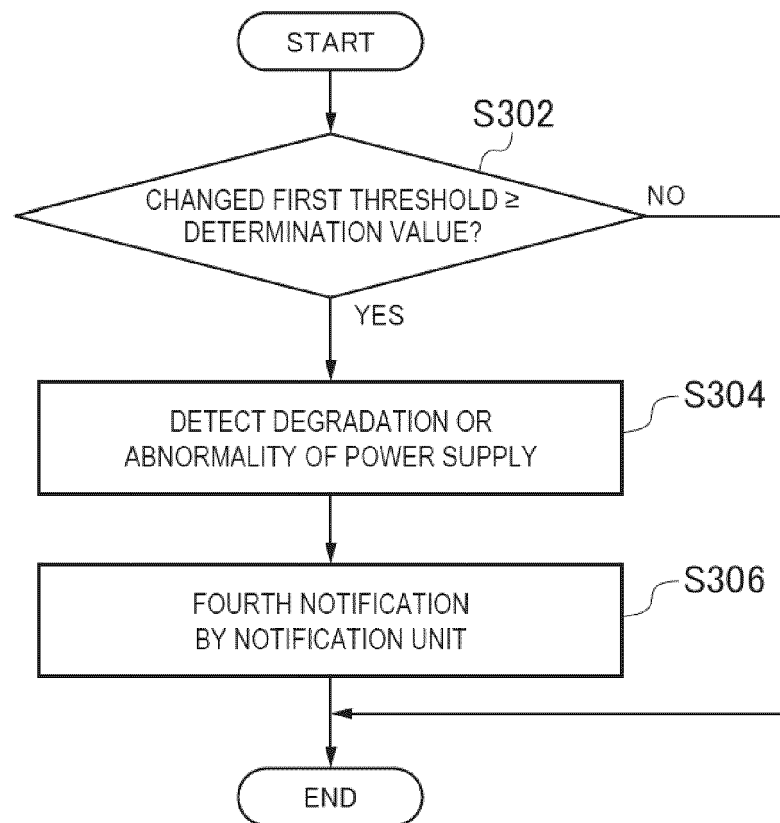 START
S302
CHANGED FIRST THRESHOLD ≥
DETERMINATION VALUE?
NO
YES
S304
DETECT DEGRADATION OR
ABNORMALITY OF POWER SUPPLY
S306
FOURTH NOTIFICATION
BY NOTIFICATION UNIT
END